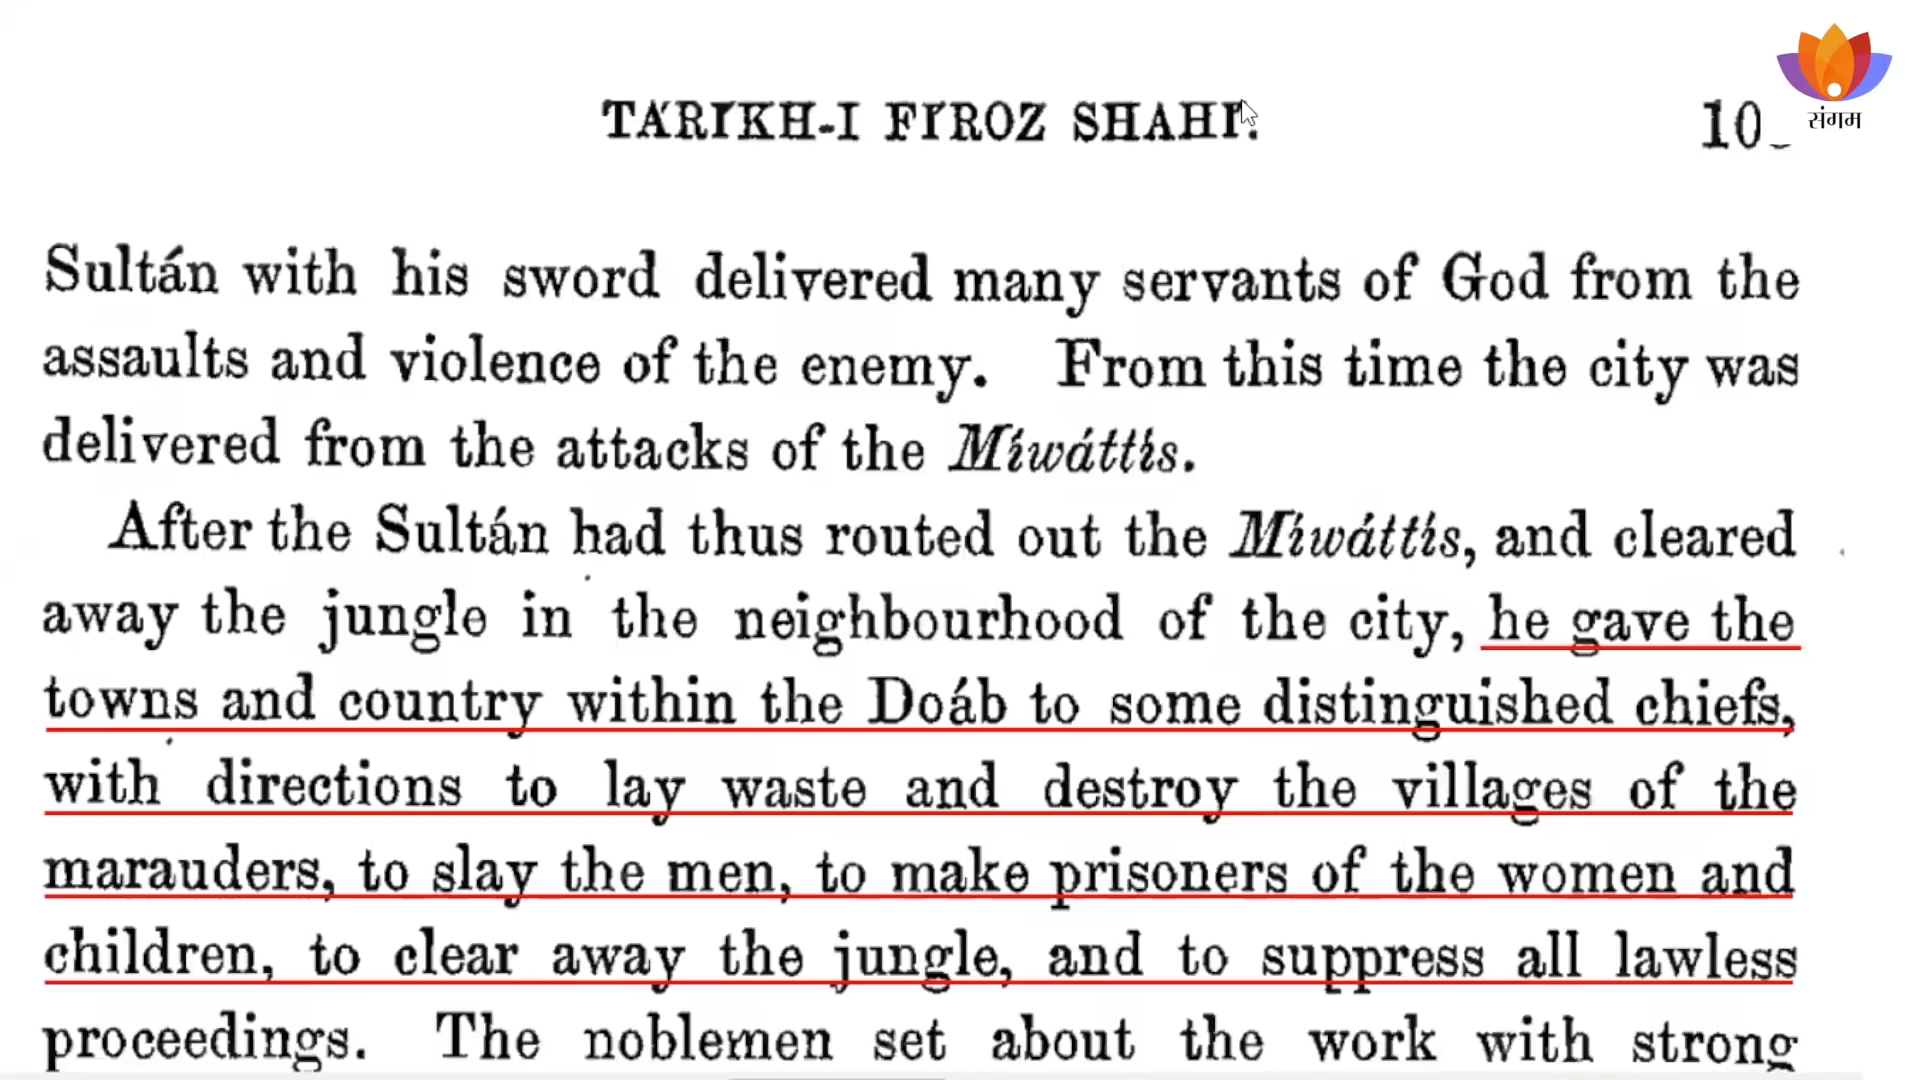 TÁRÍKH-I FÍROZ SHAHÍ.
संगम
Sultán with his sword delivered many servants of God from the
assaults and violence of the enemy. From this time the city was
delivered from the attacks of the Míwáttís.
After the Sultán had thus routed out the Míwáttís, and cleared
away the jungle in the neighbourhood of the city, he gave the
towns and country within the Doáb to some distinguished chiefs,
with directions to lay waste and destroy the villages of the
marauders, to slay the men, to make prisoners of the women and
children, to clear away the jungle, and to suppress all lawless
proceedings. The noblemen set about the work with strong